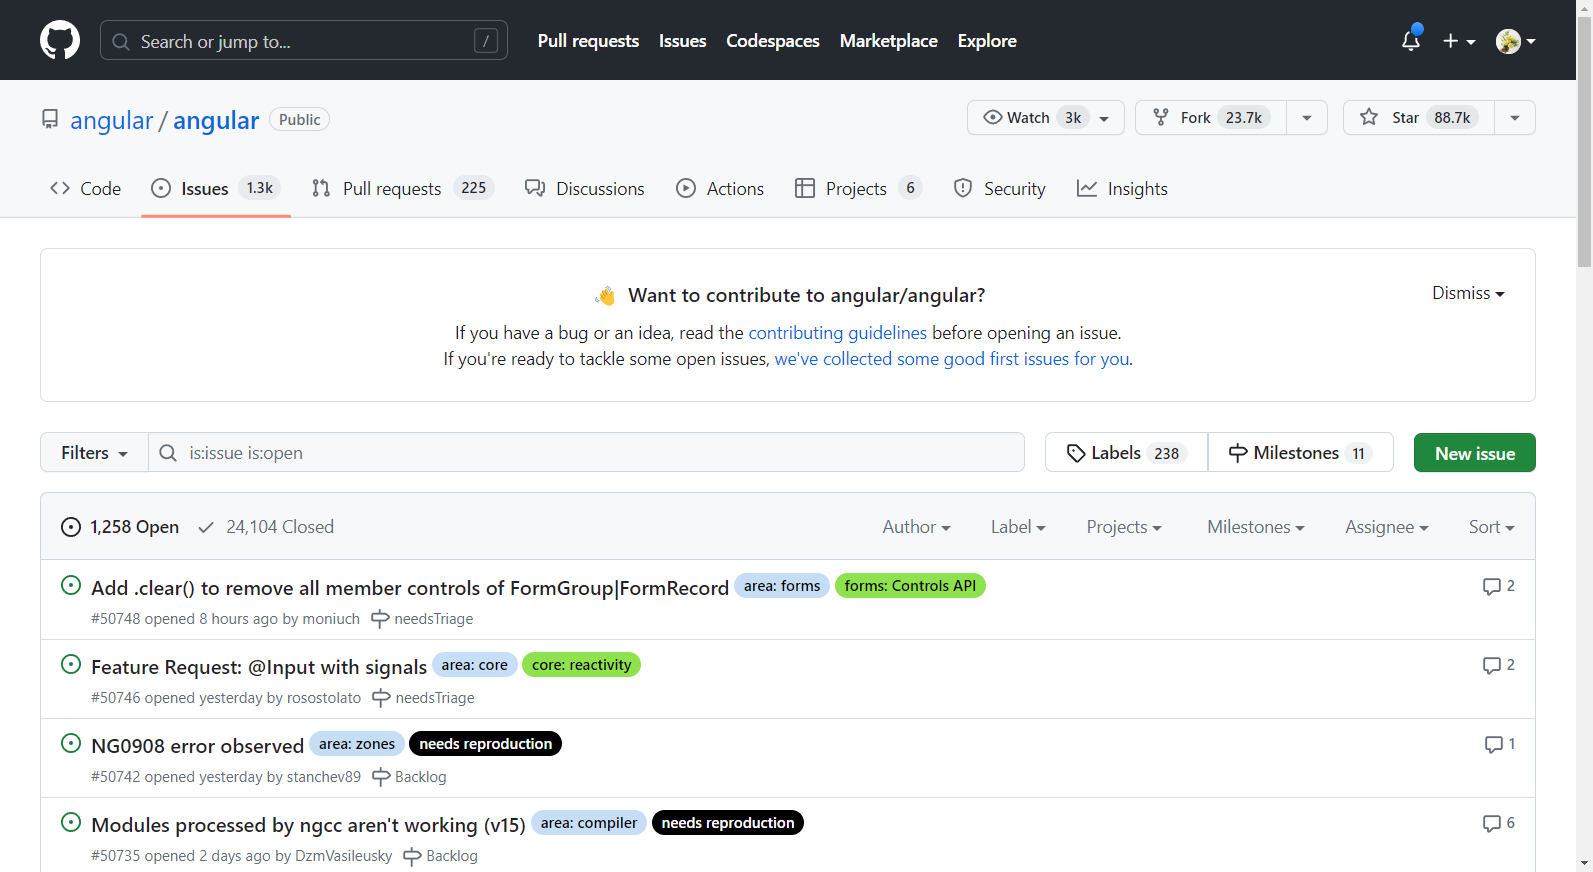 Search or jump to... /
Pull requests Issues Codespaces Marketplace Explore
angular / angular Public
Watch 3k Fork 23.7k Star 88.7k
Code Issues 1.3k Pull requests 225 Discussions Actions Projects 6 Security Insights
👋 Want to contribute to angular/angular?
Dismiss
If you have a bug or an idea, read the contributing guidelines before opening an issue.
If you're ready to tackle some open issues, we've collected some good first issues for you.
Filters is:issue is:open Labels 238 Milestones 11 New issue
1,258 Open 24,104 Closed Author Label Projects Milestones Assignee Sort
Add .clear() to remove all member controls of FormGroup|FormRecord area: forms forms: Controls API 2
#50748 opened 8 hours ago by moniuch needsTriage
Feature Request: @Input with signals area: core core: reactivity 2
#50746 opened yesterday by rosostolato needsTriage
NG0908 error observed area: zones needs reproduction 1
#50742 opened yesterday by stanchev89 Backlog
Modules processed by ngcc aren't working (v15) area: compiler needs reproduction 6
#50735 opened 2 days ago by DzmVasileusky Backlog